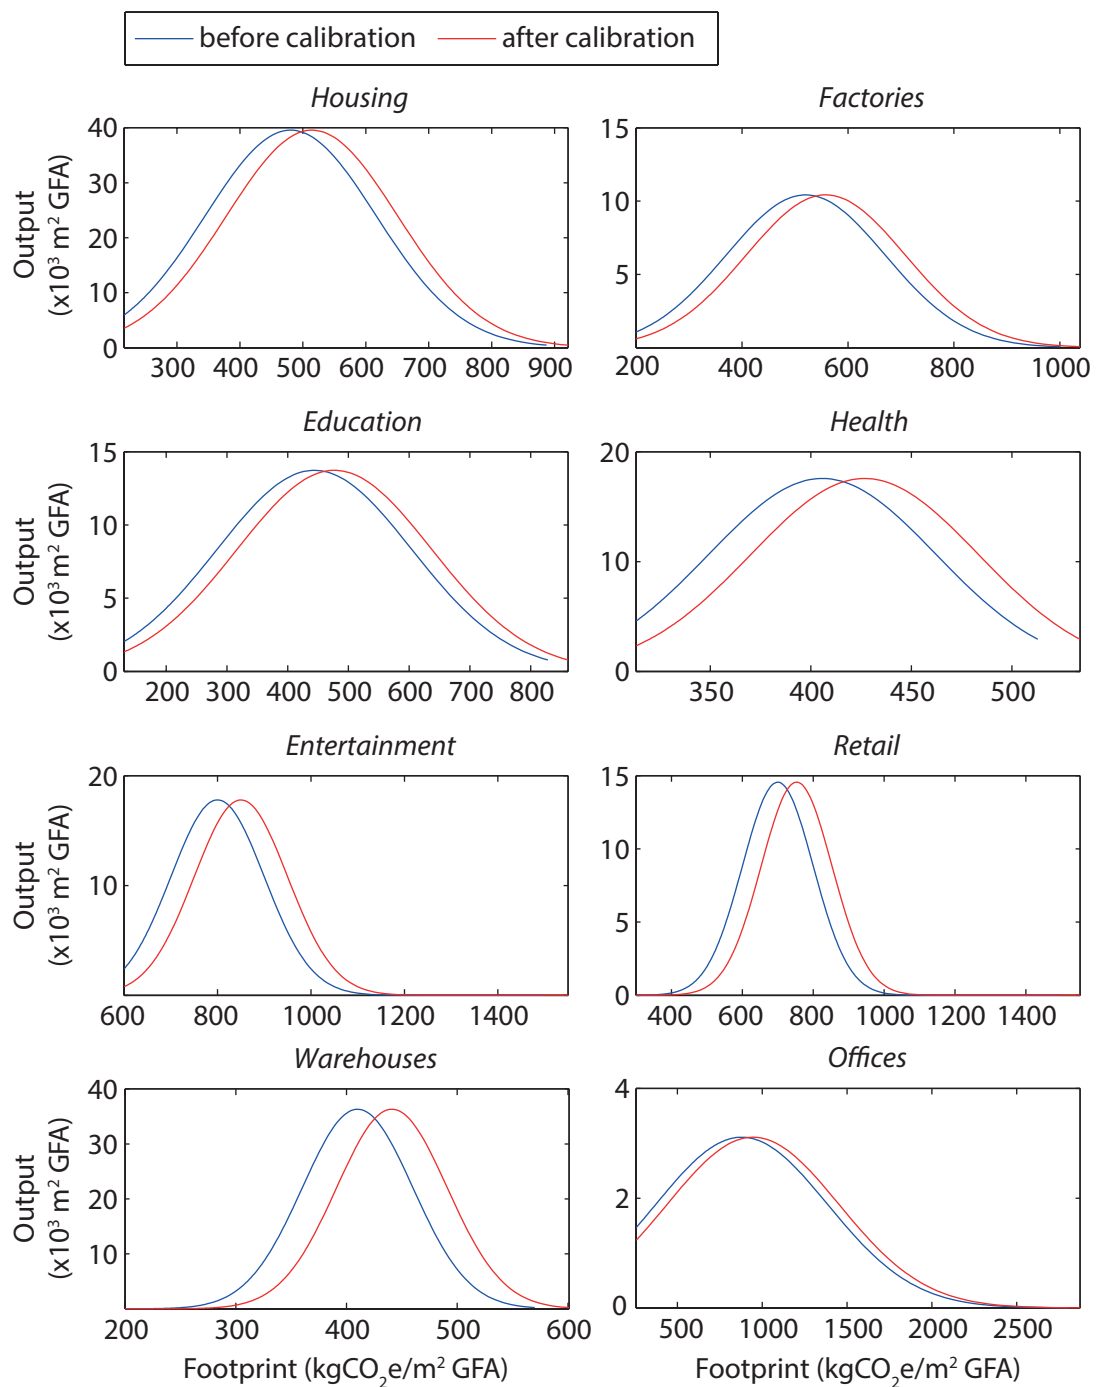 before calibration after calibration
Housing
Factories
40
30
20
10
0
Output
(x10³ m² GFA)
300 400 500 600 700 800 900
15
10
5
200 400 600 800 1000
Education
Health
15
10
5
0
Output
(x10³ m² GFA)
200 300 400 500 600 700 800
20
10
0
350 400 450 500
Entertainment
Retail
20
10
Output
(x10³ m² GFA)
600 800 1000 1200 1400
15
10
5
0
400 600 800 1000 1200 1400
Warehouses
Offices
40
30
20
10
Output
(x10³ m² GFA)
200 300 400 500 600
Footprint (kgCO₂e/m² GFA)
4
2
0
500 1000 1500 2000 2500
Footprint (kgCO₂e/m² GFA)